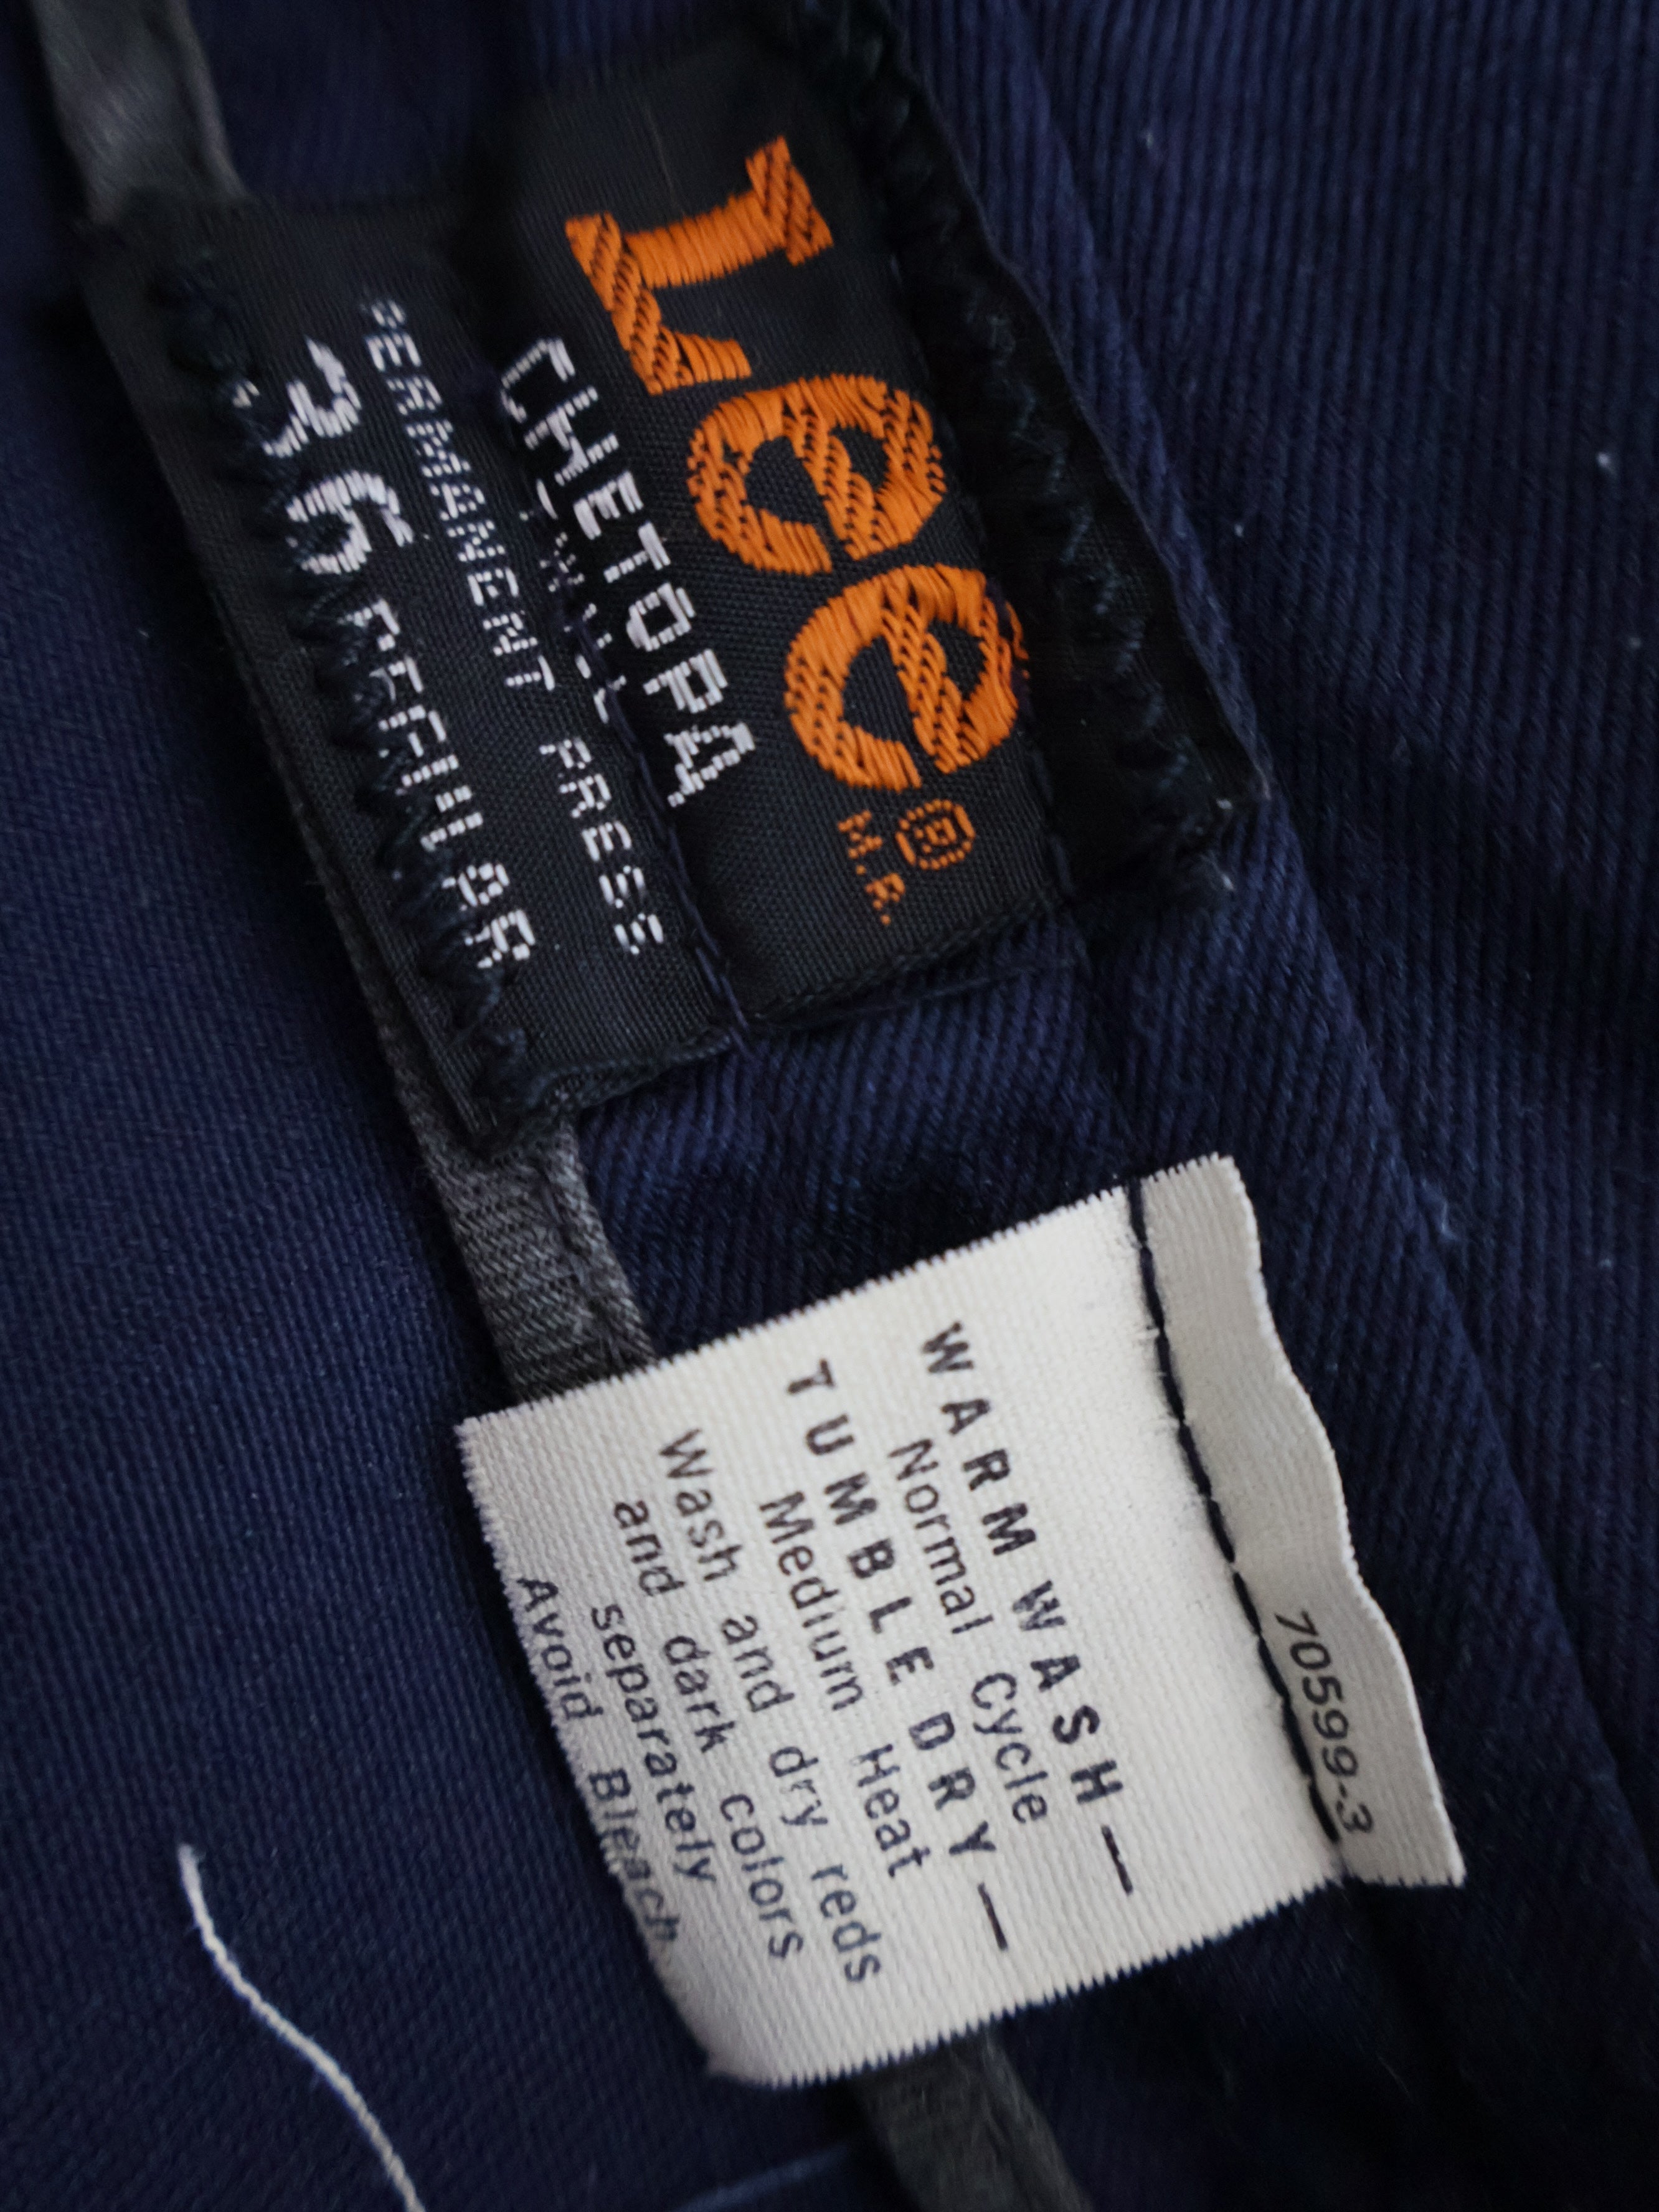 Lee ®
M.R.
CHETOPA
TWILL
PERMANENT PRESS
36 REGULAR
70599-3
WARM WASH—
Normal Cycle
TUMBLE DRY—
Medium Heat
Wash and dry reds
and dark colors
separately
Avoid Bleach